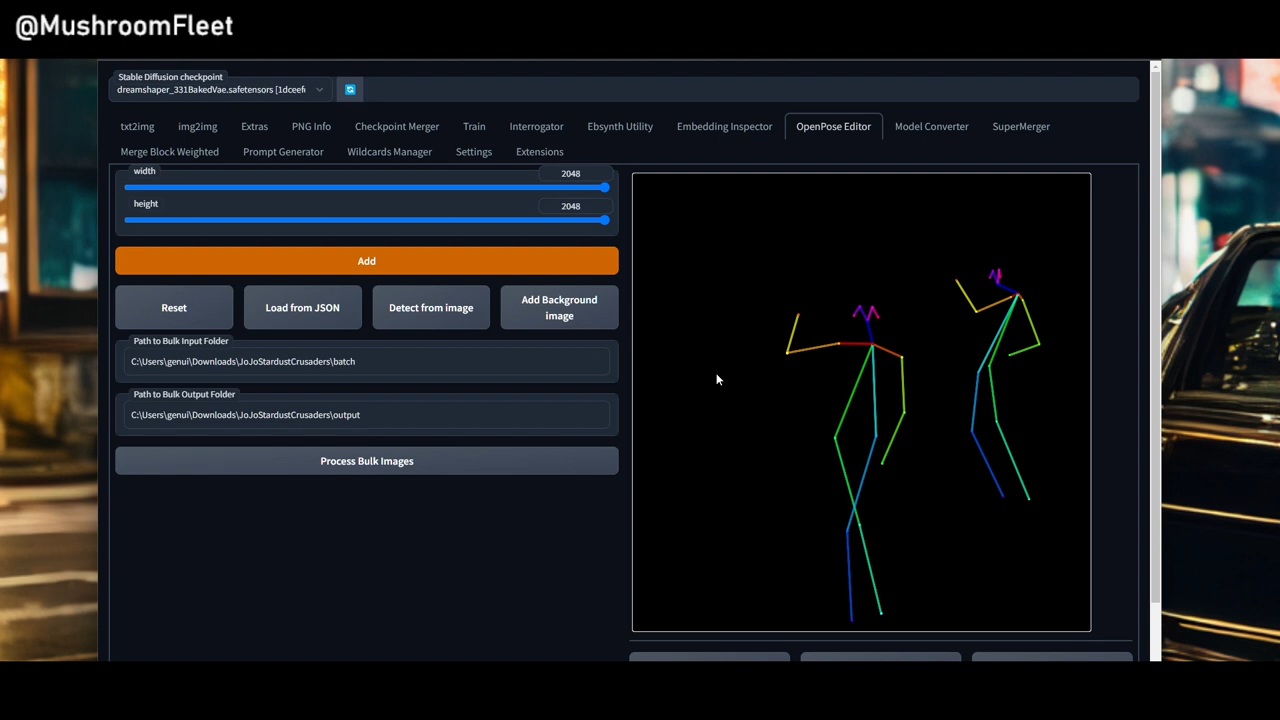 @MushroomFleet
Stable Diffusion checkpoint
dreamshaper_331BakedVae.safetensors [1dceefe
txt2img img2img Extras PNG Info Checkpoint Merger Train Interrogator Ebsynth Utility Embedding Inspector OpenPose Editor Model Converter SuperMerger
Merge Block Weighted Prompt Generator Wildcards Manager Settings Extensions
width 2048
height 2048
Add
Reset Load from JSON Detect from image Add Background
image
Path to Bulk Input Folder
C:\Users\genui\Downloads\JoJoStardustCrusaders\batch
Path to Bulk Output Folder
C:\Users\genui\Downloads\JoJoStardustCrusaders\output
Process Bulk Images